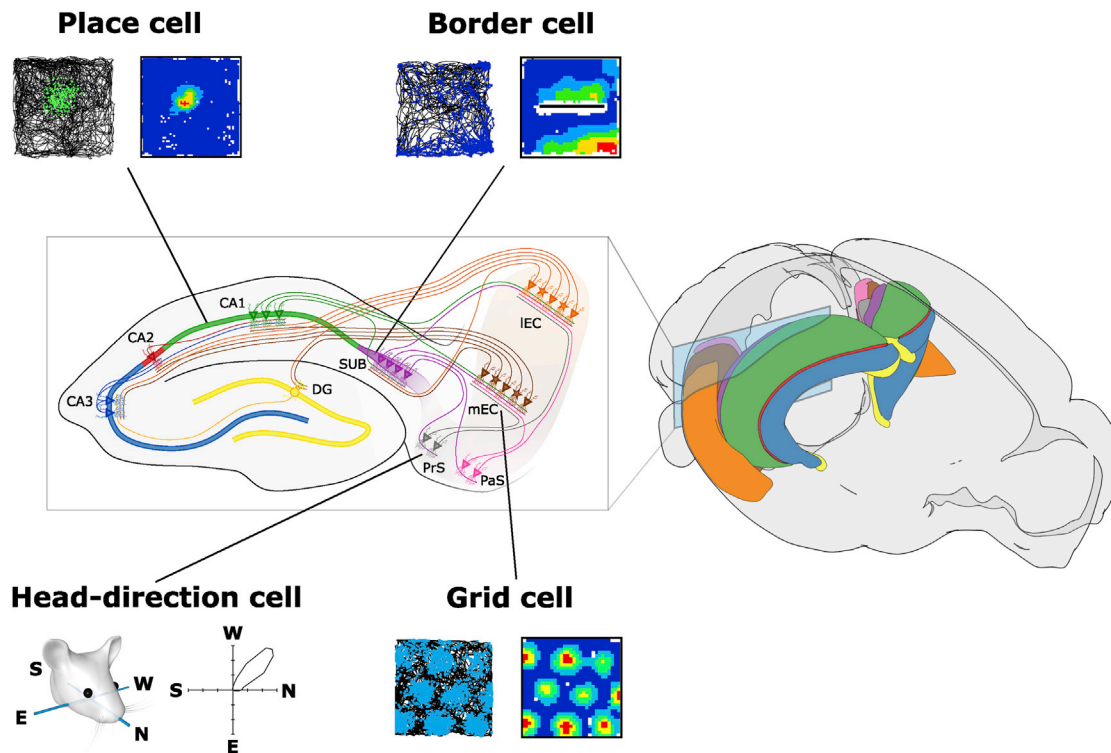 Place cell
Border cell
CA1
CA2
CA3
DG
SUB
lEC
mEC
PrS
PaS
Head-direction cell
Grid cell
S
W
E
N
W
S
N
E